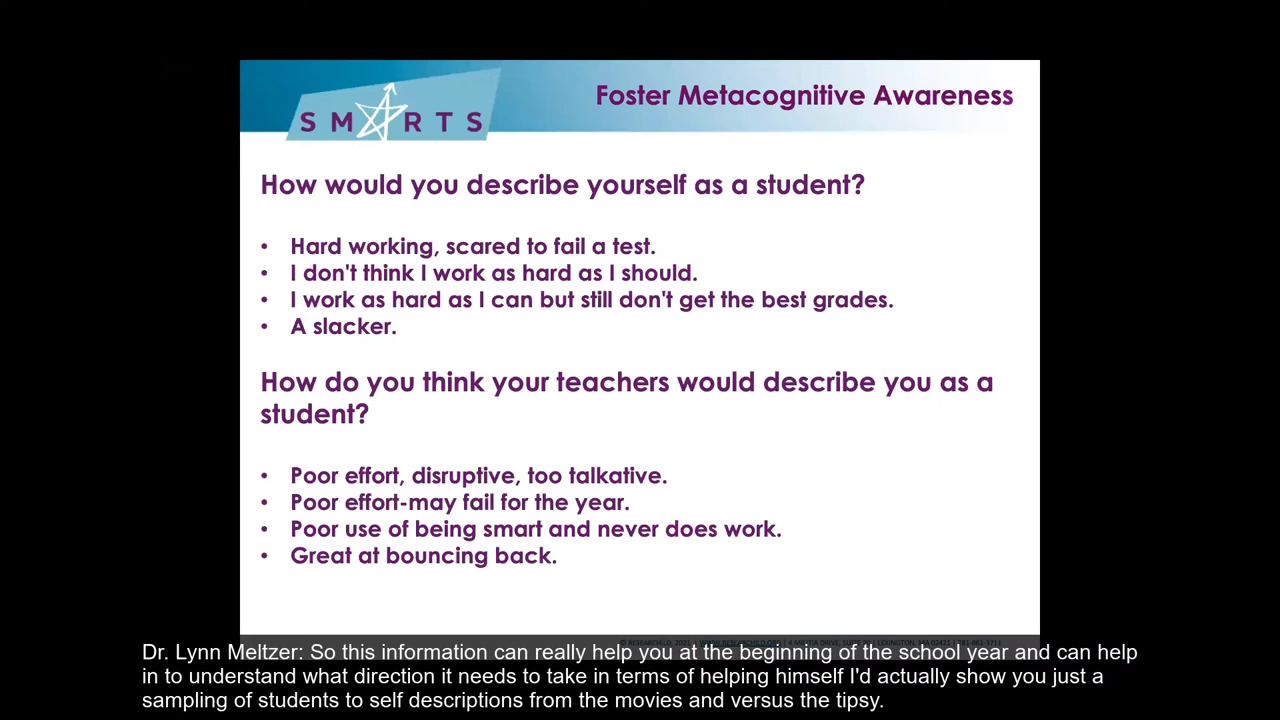 SMARTS
Foster Metacognitive Awareness
How would you describe yourself as a student?
• Hard working, scared to fail a test.
• I don't think I work as hard as I should.
• I work as hard as I can but still don't get the best grades.
• A slacker.
How do you think your teachers would describe you as a
student?
• Poor effort, disruptive, too talkative.
• Poor effort-may fail for the year.
• Poor use of being smart and never does work.
• Great at bouncing back.
Dr. Lynn Meltzer: So this information can really help you at the beginning of the school year and can help
in to understand what direction it needs to take in terms of helping himself I'd actually show you just a
sampling of students to self descriptions from the movies and versus the tipsy.